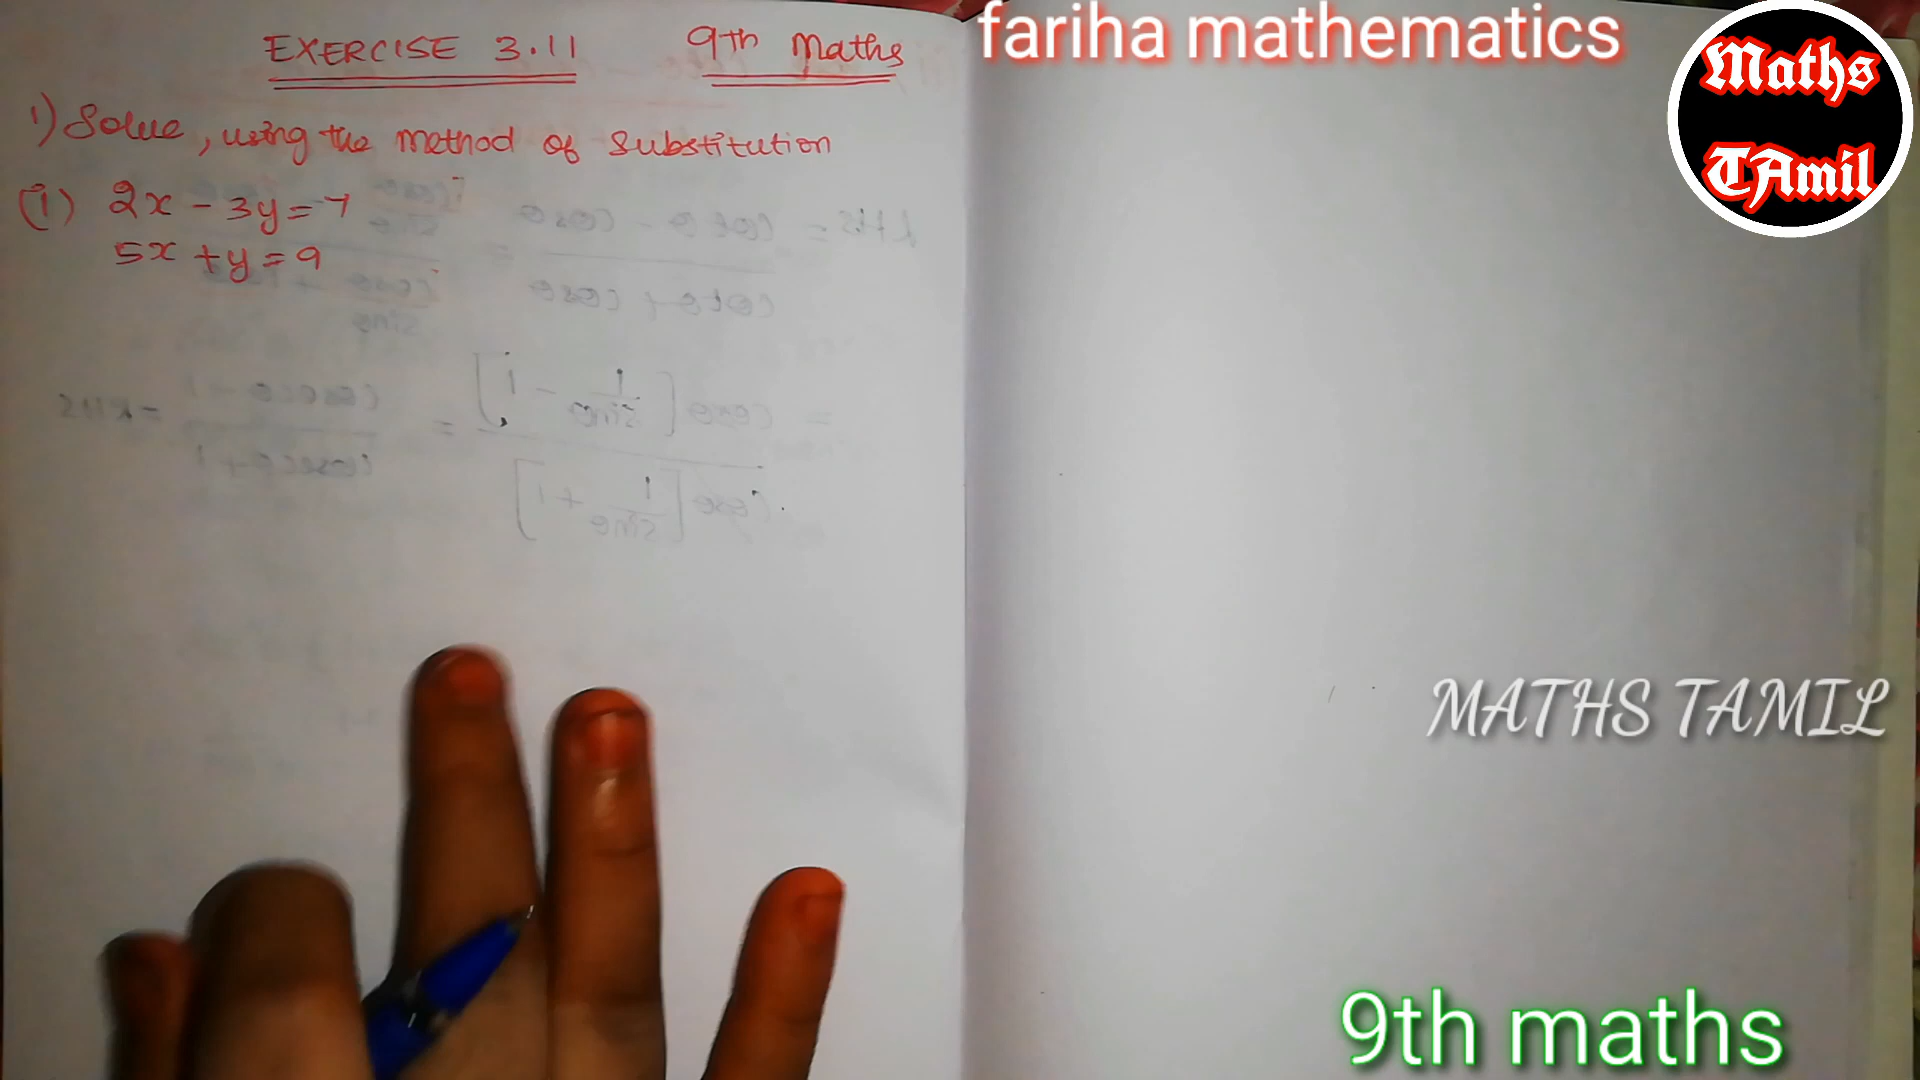 EXERCISE 3.11 9th Maths
1) Solve, using the method of Substitution
(i) 2x - 3y = 7
5x + y = 9
fariha mathematics
Maths
TAmil
MATHS TAMIL
9th maths